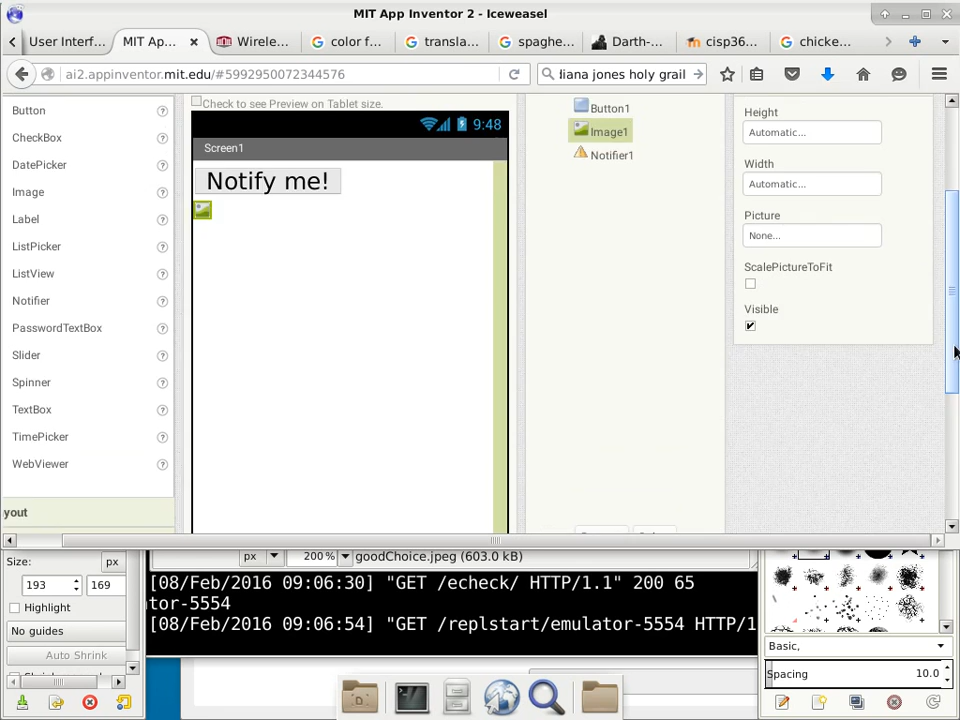 MIT App Inventor 2 - Iceweasel
User Interf...
MIT Ap...
Wirele...
color f...
transla...
spaghe...
Darth-...
cisp36...
chicke...
ai2.appinventor.mit.edu/#5992950072344576
liana jones holy grail
Button
CheckBox
DatePicker
Image
Label
ListPicker
ListView
Notifier
PasswordTextBox
Slider
Spinner
TextBox
TimePicker
WebViewer
yout
Check to see Preview on Tablet size.
9:48
Screen1
Notify me!
Button1
Image1
Notifier1
Height
Automatic...
Width
Automatic...
Picture
None...
ScalePictureToFit
Visible
Size:
px
193
169
Highlight
No guides
Auto Shrink
px
200%
goodChoice.jpeg (603.0 kB)
[08/Feb/2016 09:06:30] "GET /echeck/ HTTP/1.1" 200 65
tor-5554
[08/Feb/2016 09:06:54] "GET /replstart/emulator-5554 HTTP/1
Basic,
Spacing
10.0